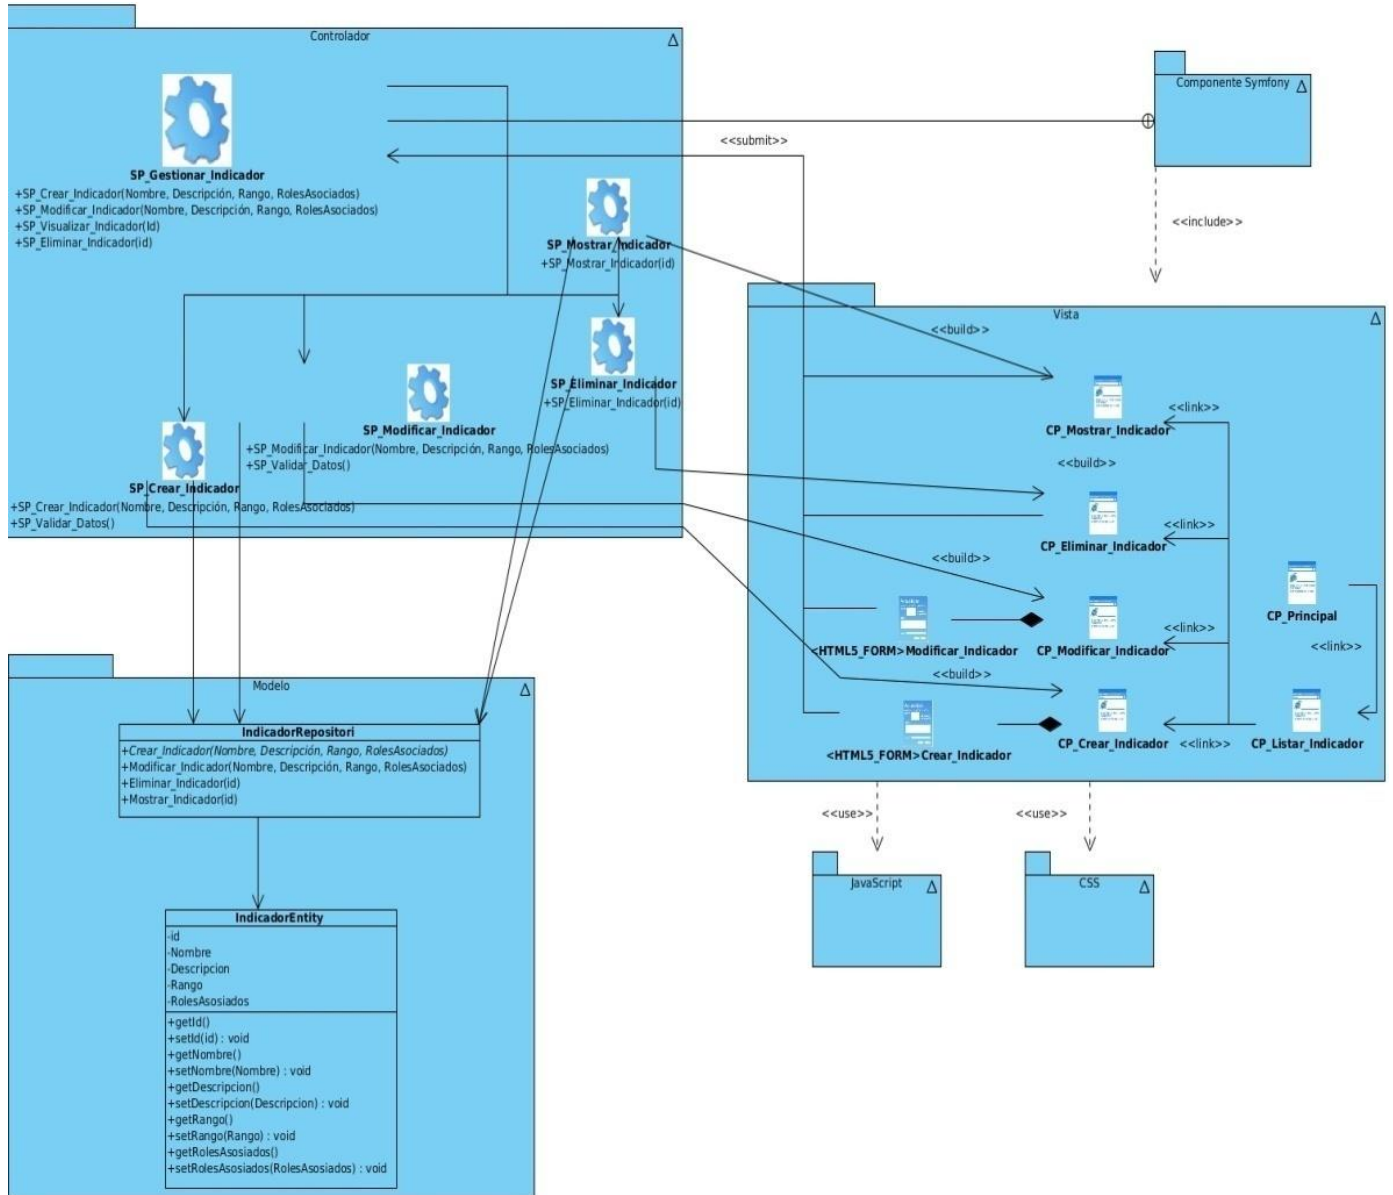 Controlador
SP_Gestionar_Indicador
+SP_Crear_Indicador(Nombre, Descripción, Rango, RolesAsociados)
+SP_Modificar_Indicador(Nombre, Descripción, Rango, RolesAsociados)
+SP_Visualizar_Indicador(Id)
+SP_Eliminar_Indicador(id)
SP_Mostrar_Indicador
+SP_Mostrar_Indicador(id)
SP_Eliminar_Indicador
+SP_Eliminar_Indicador(id)
SP_Modificar_Indicador
+SP_Modificar_Indicador(Nombre, Descripción, Rango, RolesAsociados)
+SP_Validar_Datos()
SP_Crear_Indicador
+SP_Crear_Indicador(Nombre, Descripción, Rango, RolesAsociados)
+SP_Validar_Datos()
<<submit>>
Componente Symfony
<<include>>
Vista
<<build>>
<<link>>
CP_Mostrar_Indicador
<<build>>
<<link>>
CP_Eliminar_Indicador
<<build>>
CP_Principal
<<link>>
<<link>>
<HTML5_FORM>Modificar_Indicador
CP_Modificar_Indicador
<<build>>
<<link>>
CP_Crear_Indicador
CP_Listar_Indicador
<HTML5_FORM>Crear_Indicador
<<use>>
<<use>>
JavaScript
CSS
Modelo
IndicadorRepositori
+Crear_Indicador(Nombre, Descripción, Rango, RolesAsociados)
+Modificar_Indicador(Nombre, Descripción, Rango, RolesAsociados)
+Eliminar_Indicador(id)
+Mostrar_Indicador(id)
IndicadorEntity
-id
-Nombre
-Descripcion
-Rango
-RolesAsosiados
+getId()
+setId(id) : void
+getNombre()
+setNombre(Nombre) : void
+getDescripcion()
+setDescripcion(Descripcion) : void
+getRango()
+setRango(Rango) : void
+getRolesAsosiados()
+setRolesAsosiados(RolesAsosiados) : void